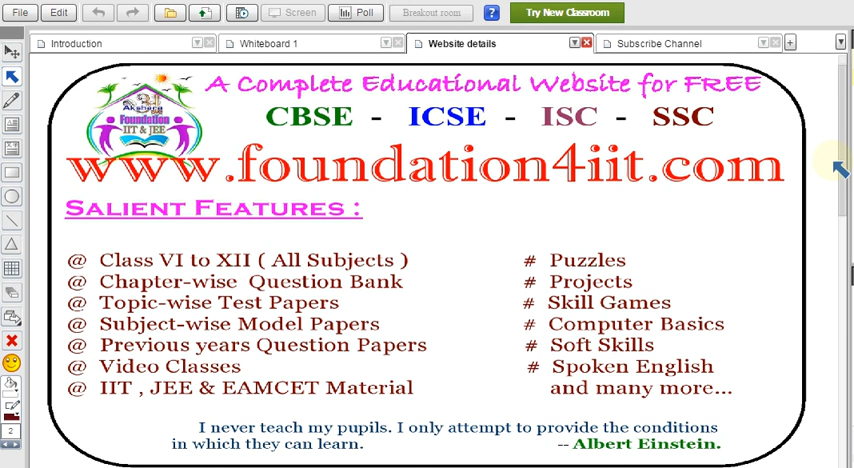 File Edit Screen Poll Breakout room ? Try New Classroom
Introduction Whiteboard 1 Website details Subscribe Channel
A Complete Educational Website for FREE
Akshara
Foundation
IIT & JEE
CBSE - ICSE - ISC - SSC
www.foundation4iit.com
SALIENT FEATURES :
@ Class VI to XII ( All Subjects ) # Puzzles
@ Chapter-wise Question Bank # Projects
@ Topic-wise Test Papers # Skill Games
@ Subject-wise Model Papers # Computer Basics
@ Previous years Question Papers # Soft Skills
@ Video Classes # Spoken English
@ IIT , JEE & EAMCET Material and many more...
I never teach my pupils. I only attempt to provide the conditions
in which they can learn. -- Albert Einstein.
2